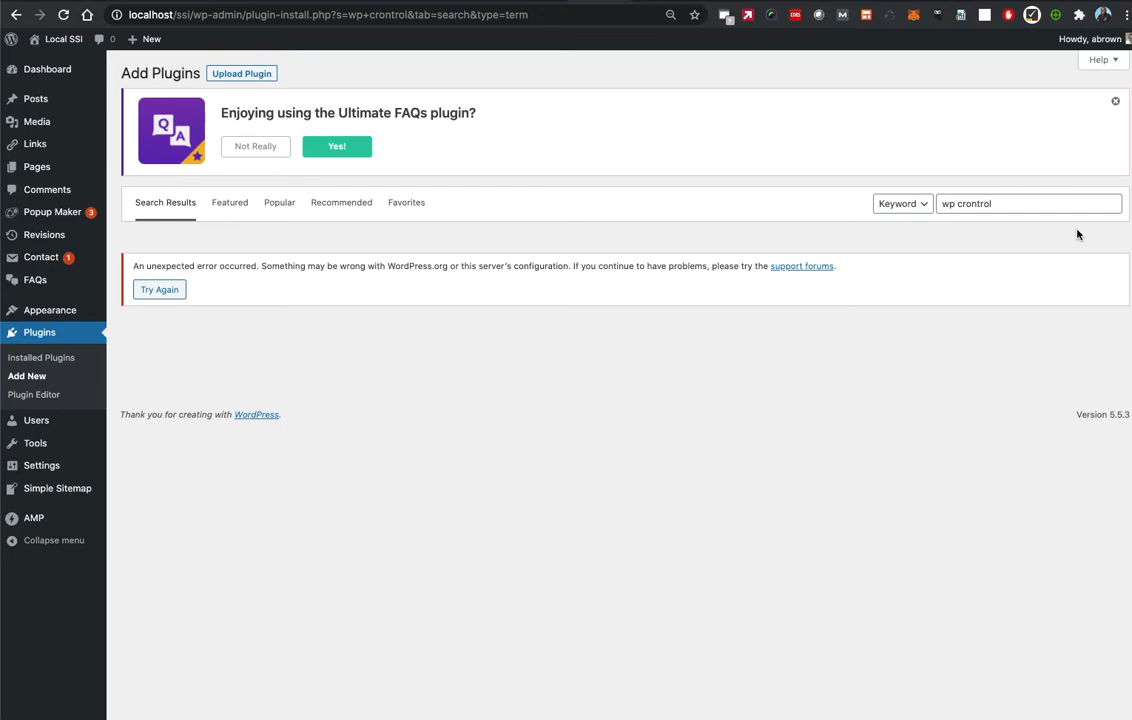 localhost/ssi/wp-admin/plugin-install.php?s=wp+crontrol&tab=search&type=term
Local SSI
0
New
Howdy, abrown
Dashboard
Posts
Media
Links
Pages
Comments
Popup Maker 3
Revisions
Contact 1
FAQs
Appearance
Plugins
Installed Plugins
Add New
Plugin Editor
Users
Tools
Settings
Simple Sitemap
AMP
Collapse menu
Help
Add Plugins
Upload Plugin
Q
A
Enjoying using the Ultimate FAQs plugin?
Not Really
Yes!
Search Results
Featured
Popular
Recommended
Favorites
Keyword
wp crontrol
An unexpected error occurred. Something may be wrong with WordPress.org or this server's configuration. If you continue to have problems, please try the support forums.
Try Again
Thank you for creating with WordPress.
Version 5.5.3